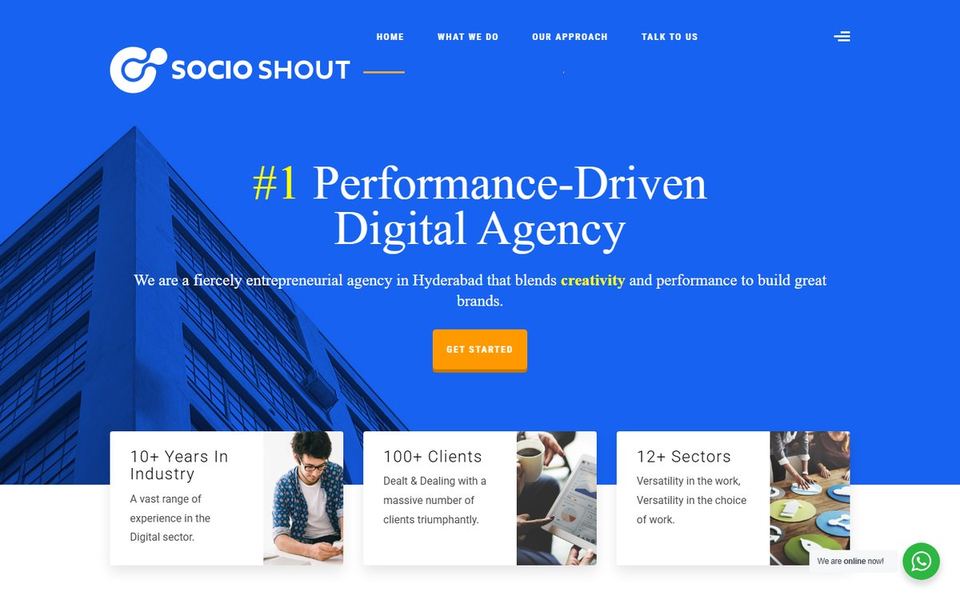 HOME WHAT WE DO OUR APPROACH TALK TO US
SOCIO SHOUT
#1 Performance-Driven
Digital Agency
We are a fiercely entrepreneurial agency in Hyderabad that blends creativity and performance to build great
brands.
GET STARTED
10+ Years In
Industry
A vast range of
experience in the
Digital sector.
100+ Clients
Dealt & Dealing with a
massive number of
clients triumphantly.
12+ Sectors
Versatility in the work,
Versatility in the choice
of work.
We are online now!